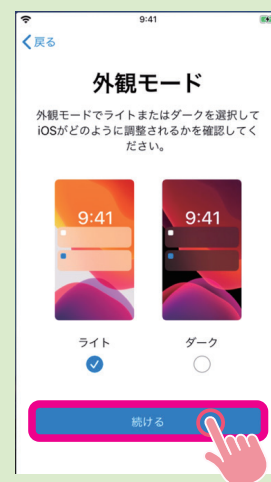 9:41
戻る
外観モード
外観モードでライトまたはダークを選択して
iOSがどのように調整されるかを確認してく
ださい。
9:41 9:41
ライト ダーク
続ける